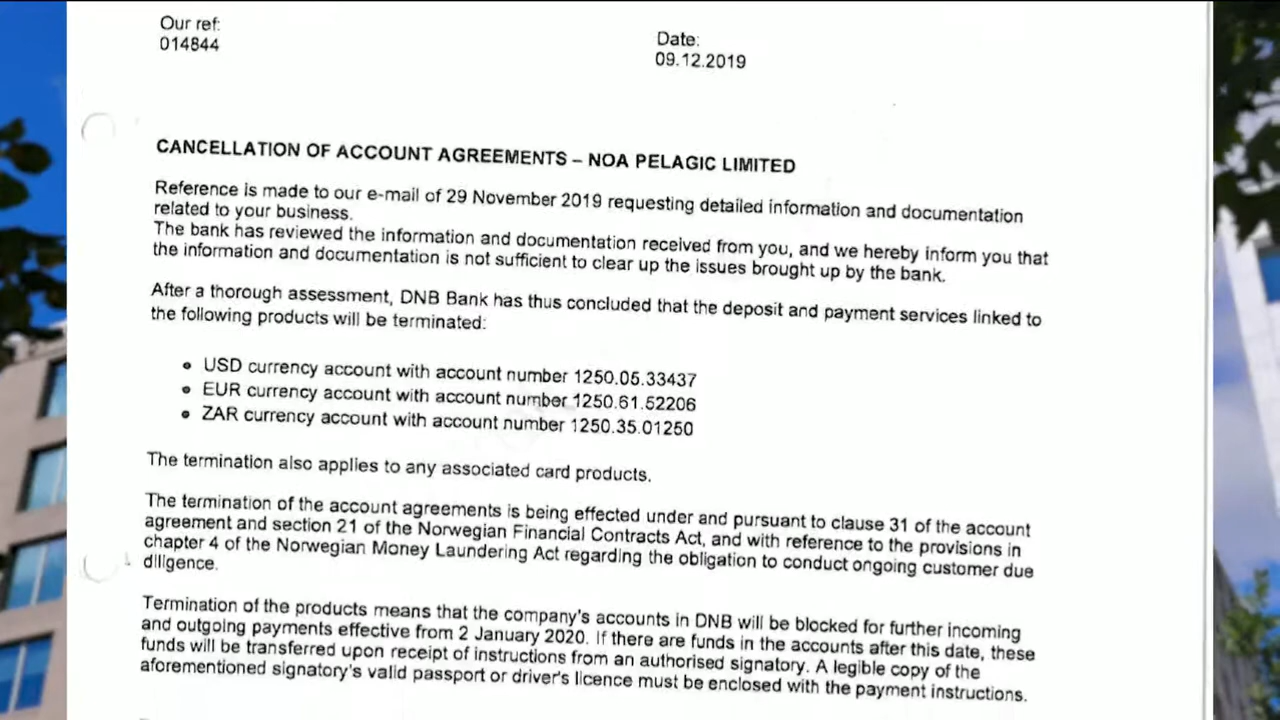 Our ref:
014844
Date:
09.12.2019
CANCELLATION OF ACCOUNT AGREEMENTS – NOA PELAGIC LIMITED
Reference is made to our e-mail of 29 November 2019 requesting detailed information and documentation
related to your business.
The bank has reviewed the information and documentation received from you, and we hereby inform you that
the information and documentation is not sufficient to clear up the issues brought up by the bank.
After a thorough assessment, DNB Bank has thus concluded that the deposit and payment services linked to
the following products will be terminated:
• USD currency account with account number 1250.05.33437
• EUR currency account with account number 1250.61.52206
• ZAR currency account with account number 1250.35.01250
The termination also applies to any associated card products.
The termination of the account agreements is being effected under and pursuant to clause 31 of the account
agreement and section 21 of the Norwegian Financial Contracts Act, and with reference to the provisions in
chapter 4 of the Norwegian Money Laundering Act regarding the obligation to conduct ongoing customer due
diligence.
Termination of the products means that the company's accounts in DNB will be blocked for further incoming
and outgoing payments effective from 2 January 2020. If there are funds in the accounts after this date, these
funds will be transferred upon receipt of instructions from an authorised signatory. A legible copy of the
aforementioned signatory's valid passport or driver's licence must be enclosed with the payment instructions.